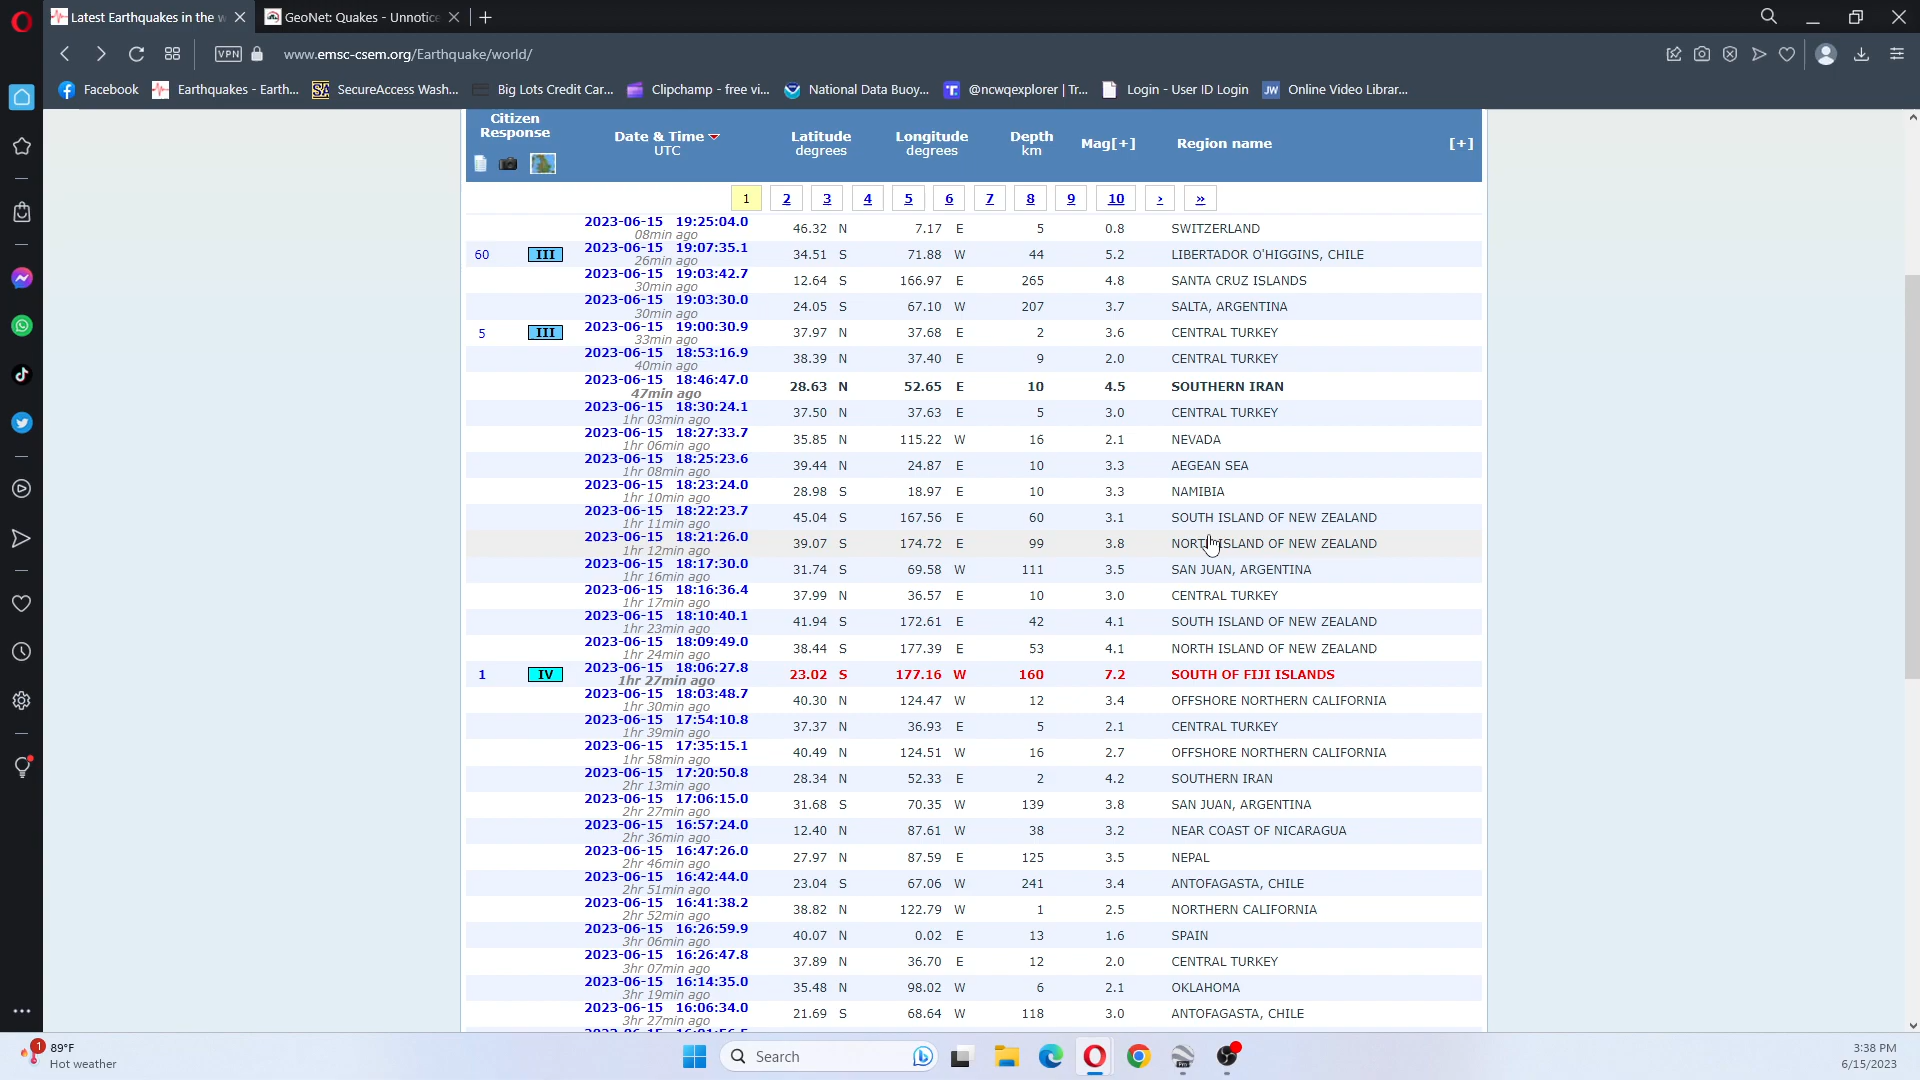 Latest Earthquakes in the w
GeoNet: Quakes - Unnotice
VPN
www.emsc-csem.org/Earthquake/world/
Facebook
Earthquakes - Earth...
SA SecureAccess Wash...
Big Lots Credit Car...
Clipchamp - free vi...
National Data Buoy...
T @ncwqexplorer | Tr...
Login - User ID Login
JW Online Video Librar...
Citizen Response
Date & Time UTC
Latitude degrees
Longitude degrees
Depth km
Mag[+]
Region name
[+]
1 2 3 4 5 6 7 8 9 10 › »
2023-06-15 19:25:04.0 46.32 N 7.17 E 5 0.8 SWITZERLAND
08min ago
60 III 2023-06-15 19:07:35.1 34.51 S 71.88 W 44 5.2 LIBERTADOR O'HIGGINS, CHILE
26min ago
2023-06-15 19:03:42.7 12.64 S 166.97 E 265 4.8 SANTA CRUZ ISLANDS
30min ago
2023-06-15 19:03:30.0 24.05 S 67.10 W 207 3.7 SALTA, ARGENTINA
30min ago
5 III 2023-06-15 19:00:30.9 37.97 N 37.68 E 2 3.6 CENTRAL TURKEY
33min ago
2023-06-15 18:53:16.9 38.39 N 37.40 E 9 2.0 CENTRAL TURKEY
40min ago
2023-06-15 18:46:47.0 28.63 N 52.65 E 10 4.5 SOUTHERN IRAN
47min ago
2023-06-15 18:30:24.1 37.50 N 37.63 E 5 3.0 CENTRAL TURKEY
1hr 03min ago
2023-06-15 18:27:33.7 35.85 N 115.22 W 16 2.1 NEVADA
1hr 06min ago
2023-06-15 18:25:23.6 39.44 N 24.87 E 10 3.3 AEGEAN SEA
1hr 08min ago
2023-06-15 18:23:24.0 28.98 S 18.97 E 10 3.3 NAMIBIA
1hr 10min ago
2023-06-15 18:22:23.7 45.04 S 167.56 E 60 3.1 SOUTH ISLAND OF NEW ZEALAND
1hr 11min ago
2023-06-15 18:21:26.0 39.07 S 174.72 E 99 3.8 NORTH ISLAND OF NEW ZEALAND
1hr 12min ago
2023-06-15 18:17:30.0 31.74 S 69.58 W 111 3.5 SAN JUAN, ARGENTINA
1hr 16min ago
2023-06-15 18:16:36.4 37.99 N 36.57 E 10 3.0 CENTRAL TURKEY
1hr 17min ago
2023-06-15 18:10:40.1 41.94 S 172.61 E 42 4.1 SOUTH ISLAND OF NEW ZEALAND
1hr 23min ago
2023-06-15 18:09:49.0 38.44 S 177.39 E 53 4.1 NORTH ISLAND OF NEW ZEALAND
1hr 24min ago
1 IV 2023-06-15 18:06:27.8 23.02 S 177.16 W 160 7.2 SOUTH OF FIJI ISLANDS
1hr 27min ago
2023-06-15 18:03:48.7 40.30 N 124.47 W 12 3.4 OFFSHORE NORTHERN CALIFORNIA
1hr 30min ago
2023-06-15 17:54:10.8 37.37 N 36.93 E 5 2.1 CENTRAL TURKEY
1hr 39min ago
2023-06-15 17:35:15.1 40.49 N 124.51 W 16 2.7 OFFSHORE NORTHERN CALIFORNIA
1hr 58min ago
2023-06-15 17:20:50.8 28.34 N 52.33 E 2 4.2 SOUTHERN IRAN
2hr 13min ago
2023-06-15 17:06:15.0 31.68 S 70.35 W 139 3.8 SAN JUAN, ARGENTINA
2hr 27min ago
2023-06-15 16:57:24.0 12.40 N 87.61 W 38 3.2 NEAR COAST OF NICARAGUA
2hr 36min ago
2023-06-15 16:47:26.0 27.97 N 87.59 E 125 3.5 NEPAL
2hr 46min ago
2023-06-15 16:42:44.0 23.04 S 67.06 W 241 3.4 ANTOFAGASTA, CHILE
2hr 51min ago
2023-06-15 16:41:38.2 38.82 N 122.79 W 1 2.5 NORTHERN CALIFORNIA
2hr 52min ago
2023-06-15 16:26:59.9 40.07 N 0.02 E 13 1.6 SPAIN
3hr 06min ago
2023-06-15 16:26:47.8 37.89 N 36.70 E 12 2.0 CENTRAL TURKEY
3hr 07min ago
2023-06-15 16:14:35.0 35.48 N 98.02 W 6 2.1 OKLAHOMA
3hr 19min ago
2023-06-15 16:06:34.0 21.69 S 68.64 W 118 3.0 ANTOFAGASTA, CHILE
3hr 27min ago
1 89°F
Hot weather
Search
3:38 PM
6/15/2023